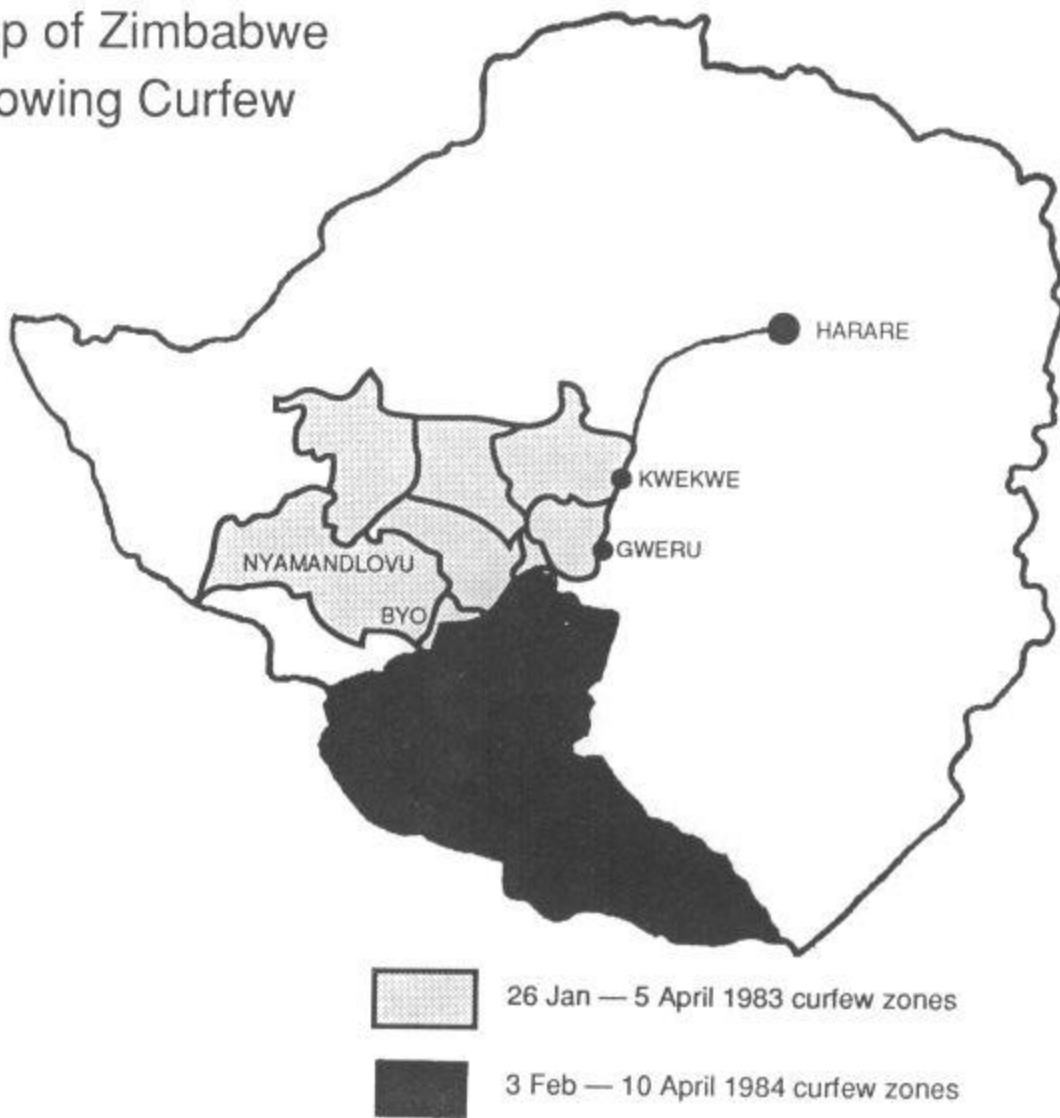 p of Zimbabwe
owing Curfew
HARARE
KWEKWE
GWERU
NYAMANDLOVU
BYO
26 Jan — 5 April 1983 curfew zones
3 Feb — 10 April 1984 curfew zones